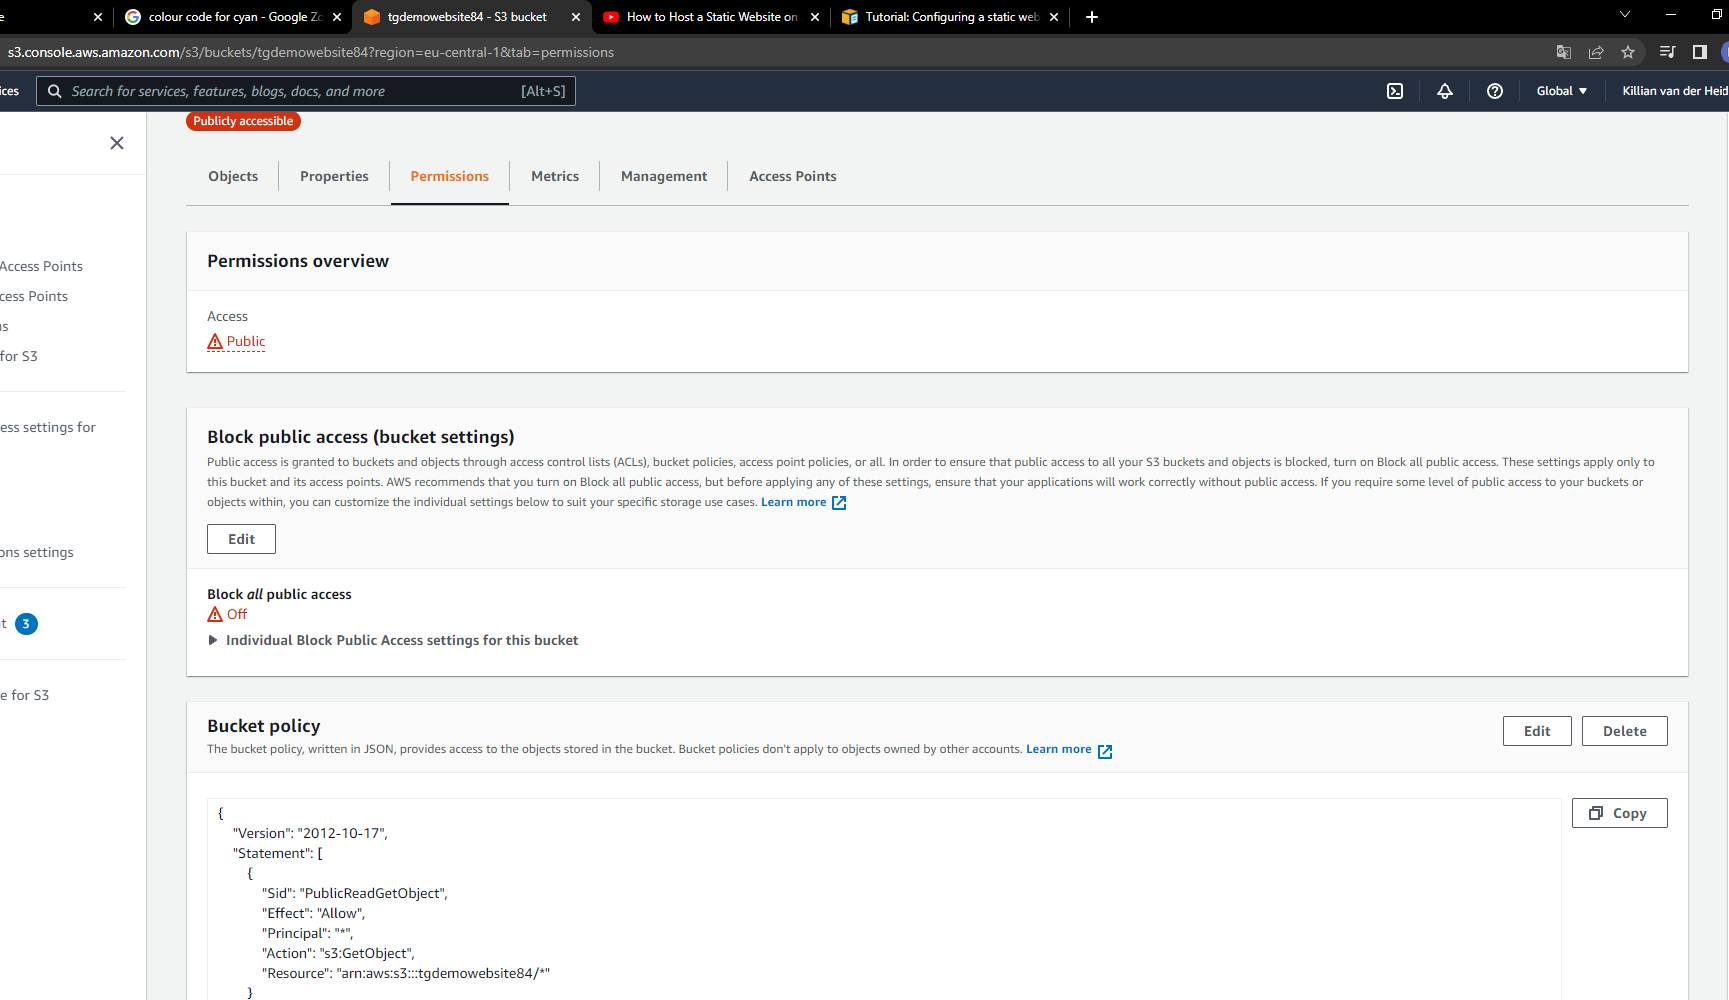 e
colour code for cyan - Google Zo
tgdemowebsite84 - S3 bucket
How to Host a Static Website on
Tutorial: Configuring a static web
s3.console.aws.amazon.com/s3/buckets/tgdemowebsite84?region=eu-central-1&tab=permissions
ices
Search for services, features, blogs, docs, and more
[Alt+S]
Global
Killian van der Heid
Publicly accessible
Objects
Properties
Permissions
Metrics
Management
Access Points
Access Points
cess Points
ns
for S3
ess settings for
ons settings
t 3
e for S3
Permissions overview
Access
Public
Block public access (bucket settings)
Public access is granted to buckets and objects through access control lists (ACLs), bucket policies, access point policies, or all. In order to ensure that public access to all your S3 buckets and objects is blocked, turn on Block all public access. These settings apply only to
this bucket and its access points. AWS recommends that you turn on Block all public access, but before applying any of these settings, ensure that your applications will work correctly without public access. If you require some level of public access to your buckets or
objects within, you can customize the individual settings below to suit your specific storage use cases. Learn more
Edit
Block all public access
Off
Individual Block Public Access settings for this bucket
Bucket policy
The bucket policy, written in JSON, provides access to the objects stored in the bucket. Bucket policies don't apply to objects owned by other accounts. Learn more
Edit
Delete
Copy
{
"Version": "2012-10-17",
"Statement": [
{
"Sid": "PublicReadGetObject",
"Effect": "Allow",
"Principal": "*",
"Action": "s3:GetObject",
"Resource": "arn:aws:s3:::tgdemowebsite84/*"
}